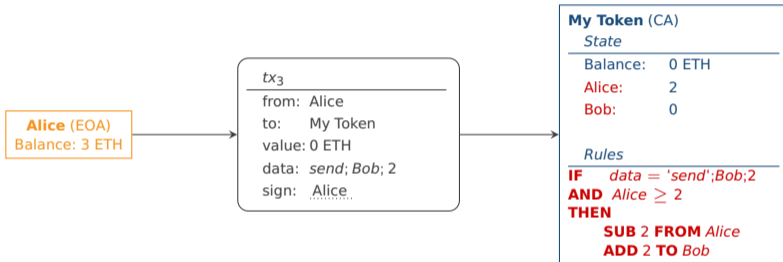 Alice (EOA)
Balance: 3 ETH
tx3
from: Alice
to: My Token
value: 0 ETH
data: send; Bob; 2
sign: Alice
My Token (CA)
State
Balance: 0 ETH
Alice: 2
Bob: 0
Rules
IF data = 'send';Bob;2
AND Alice ≥ 2
THEN
SUB 2 FROM Alice
ADD 2 TO Bob